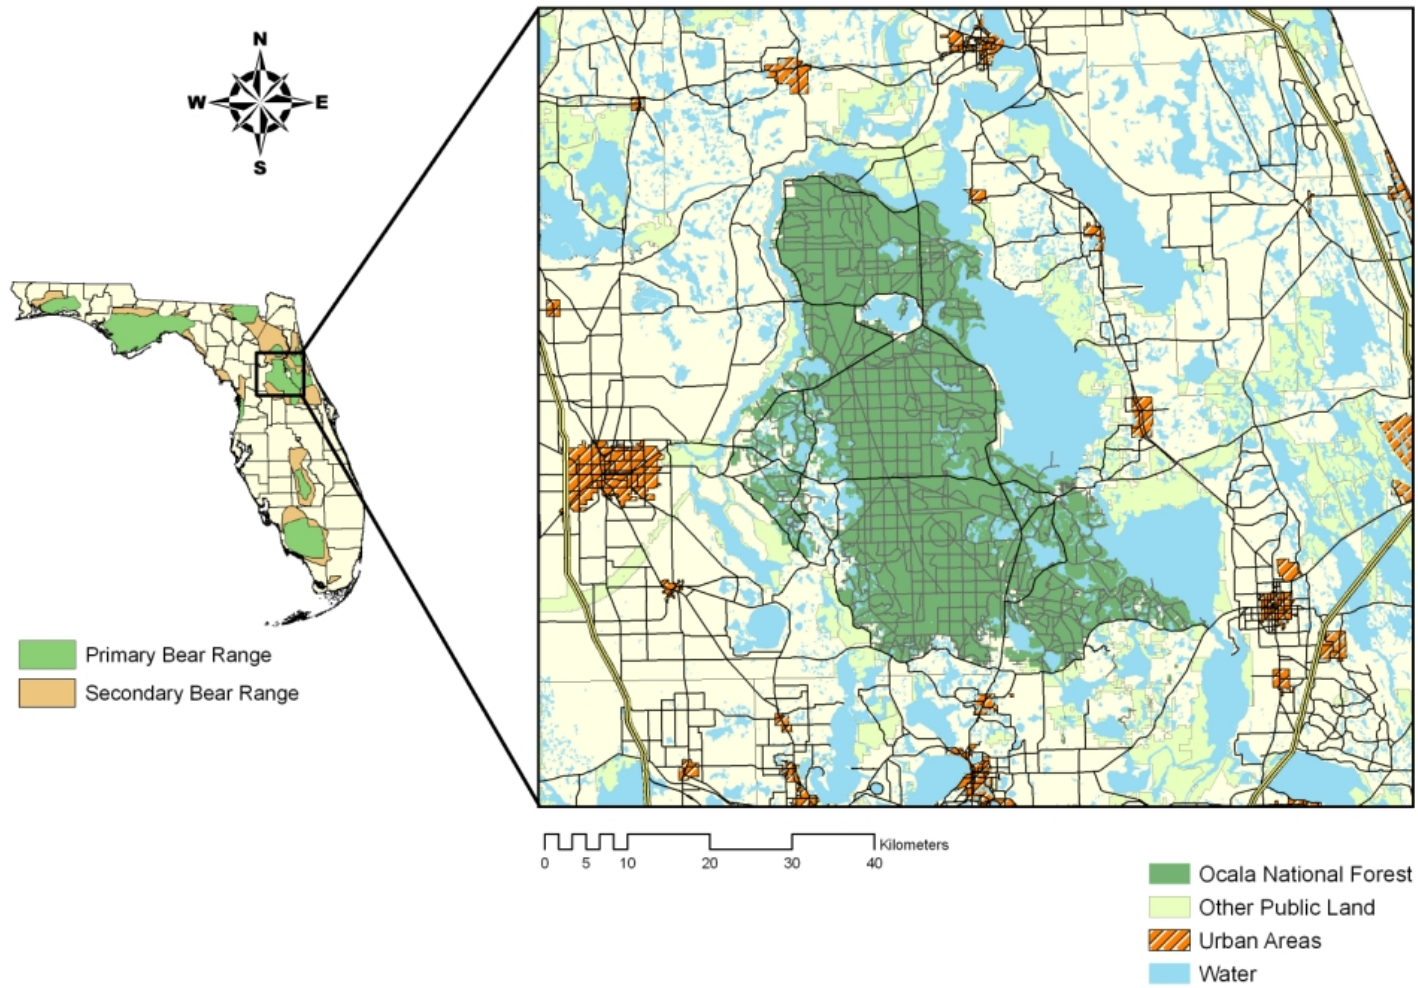 N
W E
S
Primary Bear Range
Secondary Bear Range
Kilometers
0 5 10 20 30 40
Ocala National Forest
Other Public Land
Urban Areas
Water